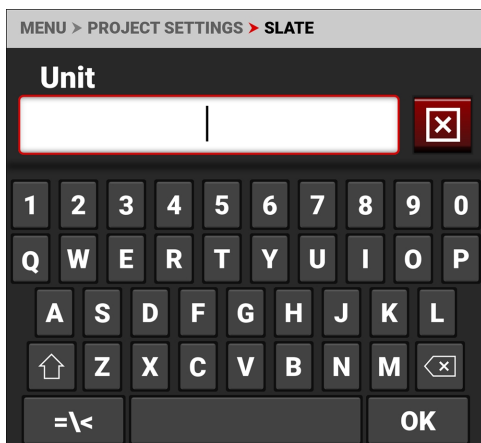 MENU > PROJECT SETTINGS > SLATE
Unit
1 2 3 4 5 6 7 8 9 0
Q W E R T Y U I O P
A S D F G H J K L
Z X C V B N M
=\< OK